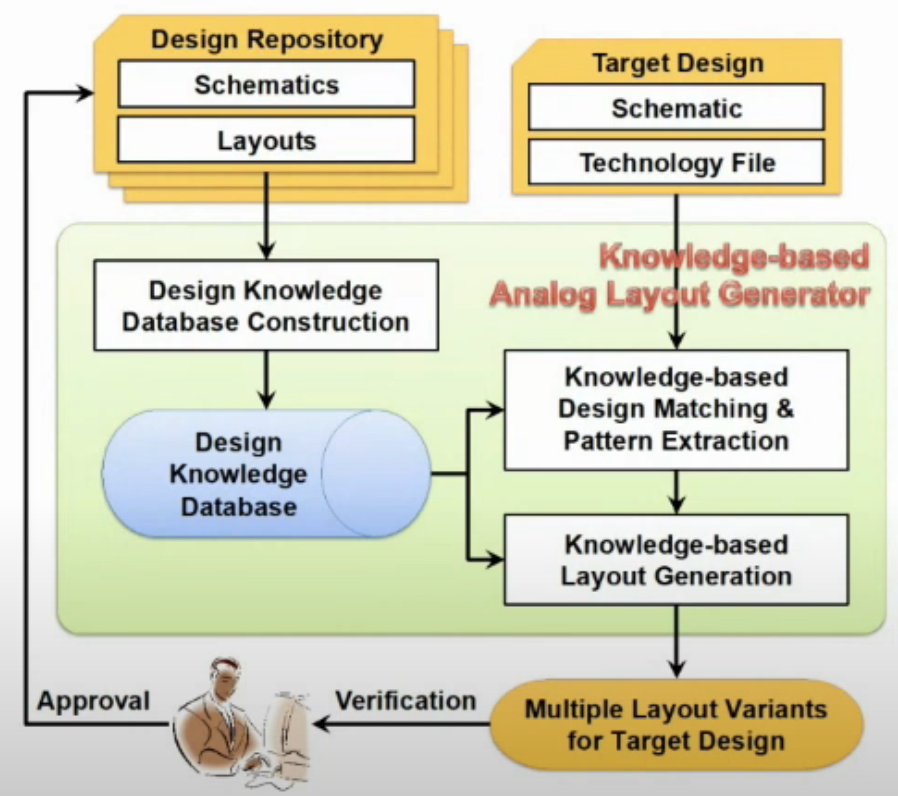 Design Repository
Schematics
Layouts
Target Design
Schematic
Technology File
Knowledge-based
Analog Layout Generator
Design Knowledge
Database Construction
Design
Knowledge
Database
Knowledge-based
Design Matching &
Pattern Extraction
Knowledge-based
Layout Generation
Approval
Verification
Multiple Layout Variants
for Target Design